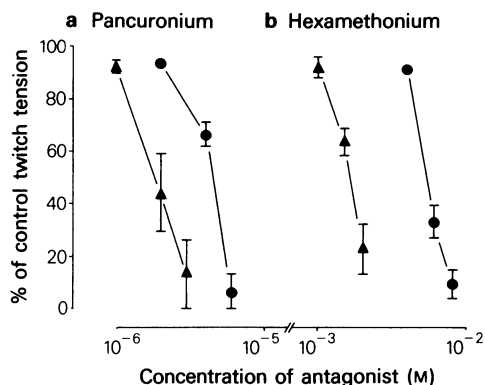 a Pancuronium
b Hexamethonium
% of control twitch tension
100
80
60
40
20
0
10⁻⁶
10⁻⁵
10⁻³
10⁻²
Concentration of antagonist (M)